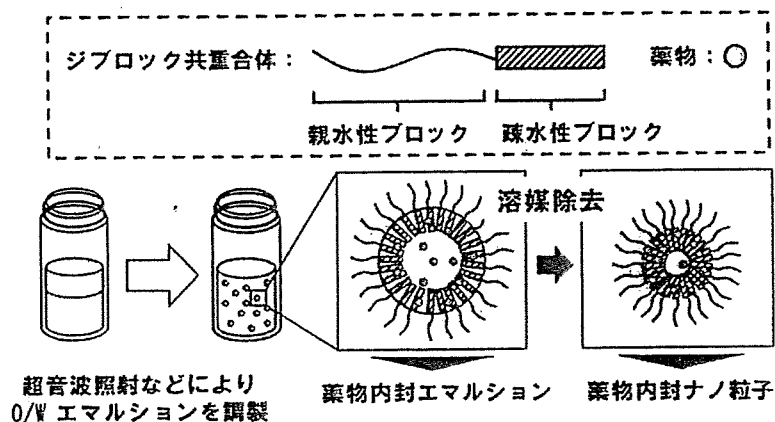 ジブロック共重合体：
薬物：
親水性ブロック
疎水性ブロック
溶媒除去
超音波照射などにより
O/W エマルションを調製
薬物内封エマルション
薬物内封ナノ粒子